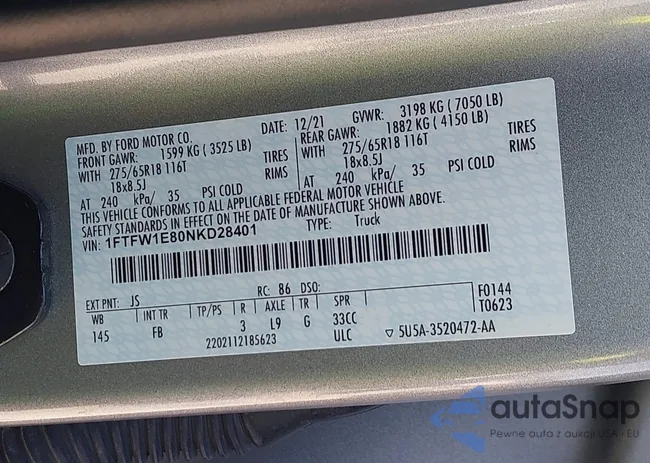 MFD. BY FORD MOTOR CO.
DATE: 12/21 GVWR: 3198 KG ( 7050 LB)
FRONT GAWR: 1599 KG ( 3525 LB) REAR GAWR: 1882 KG ( 4150 LB)
WITH 275/65R18 116T TIRES WITH 275/65R18 116T TIRES
18x8.5J RIMS 18x8.5J RIMS
AT 240 kPa/ 35 PSI COLD AT 240 kPa/ 35 PSI COLD
THIS VEHICLE CONFORMS TO ALL APPLICABLE FEDERAL MOTOR VEHICLE
SAFETY STANDARDS IN EFFECT ON THE DATE OF MANUFACTURE SHOWN ABOVE.
VIN: 1FTFW1E80NKD28401 TYPE: Truck
EXT PNT: JS RC: 86 DSO: F0144
WB INT TR TP/PS R AXLE TR SPR T0623
145 FB 3 L9 G 33CC
2202112185623 ULC ▽ 5U5A-3520472-AA
autaSnap
Pewne auta z aukcji USA - EU